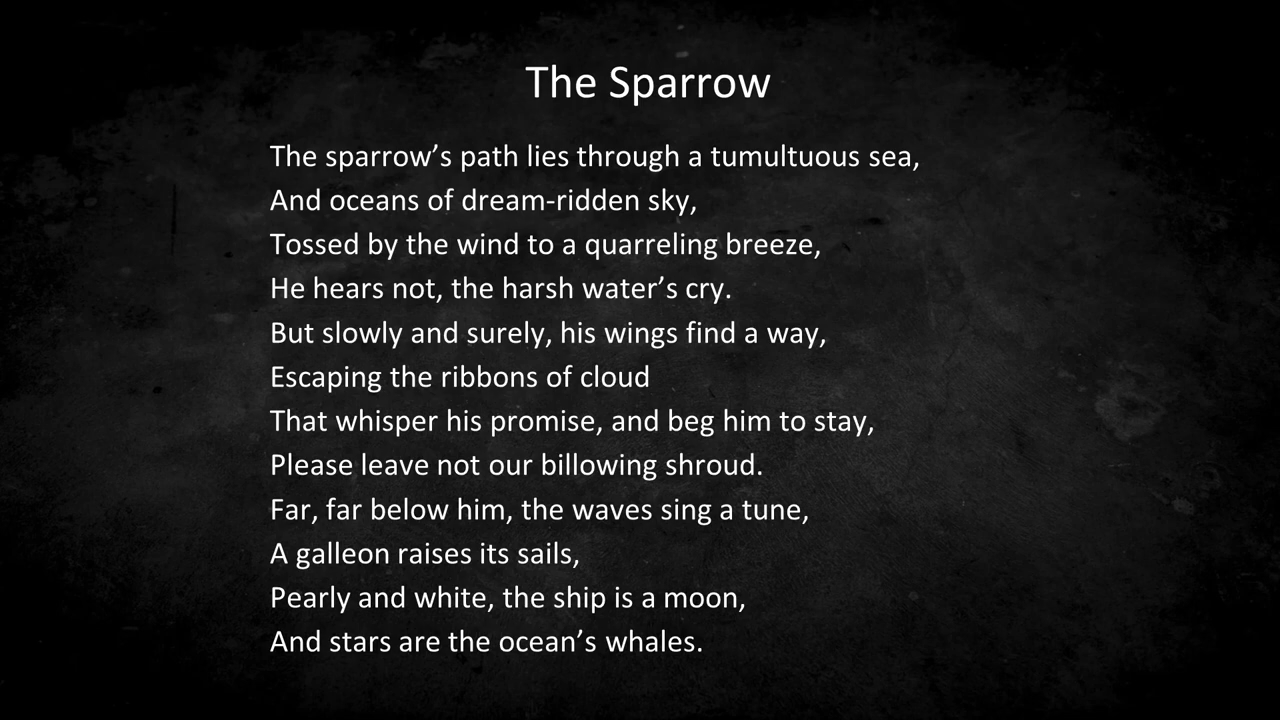 The Sparrow
The sparrow’s path lies through a tumultuous sea,
And oceans of dream-ridden sky,
Tossed by the wind to a quarreling breeze,
He hears not, the harsh water’s cry.
But slowly and surely, his wings find a way,
Escaping the ribbons of cloud
That whisper his promise, and beg him to stay,
Please leave not our billowing shroud.
Far, far below him, the waves sing a tune,
A galleon raises its sails,
Pearly and white, the ship is a moon,
And stars are the ocean’s whales.